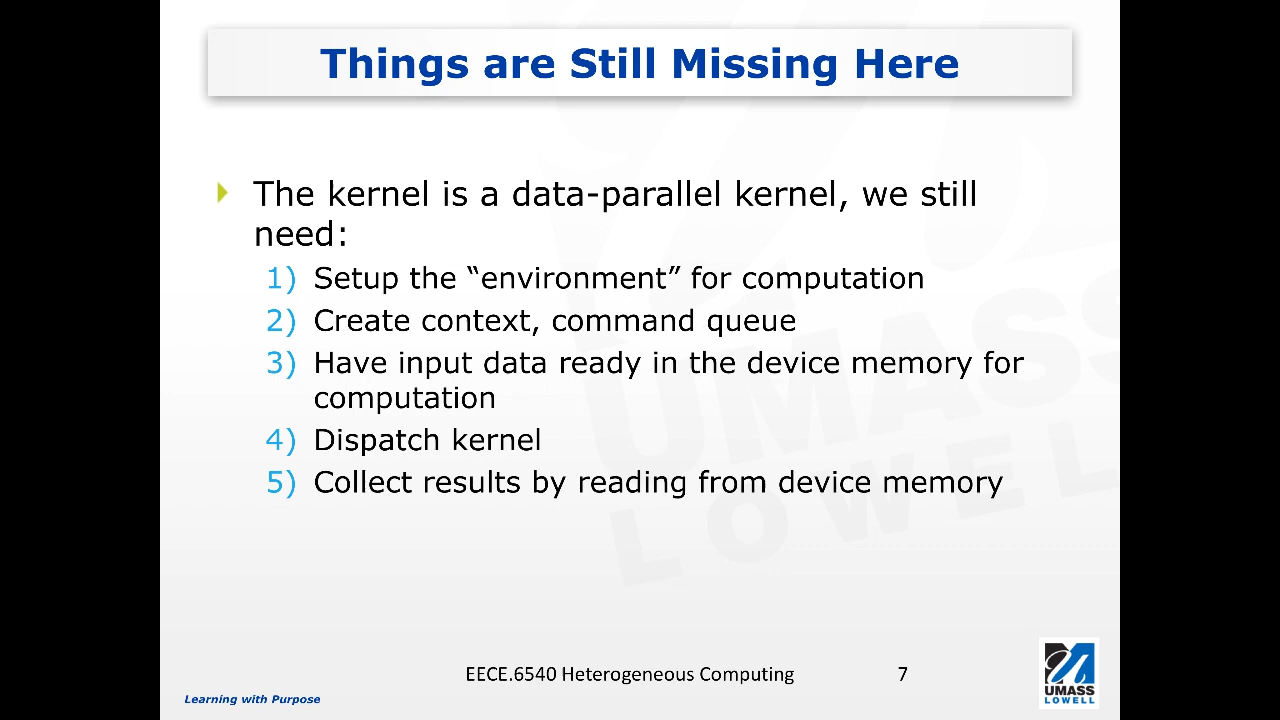 Things are Still Missing Here
The kernel is a data-parallel kernel, we still
need:
1) Setup the “environment” for computation
2) Create context, command queue
3) Have input data ready in the device memory for
computation
4) Dispatch kernel
5) Collect results by reading from device memory
UMASS
LOWELL
EECE.6540 Heterogeneous Computing
7
UMASS
LOWELL
Learning with Purpose